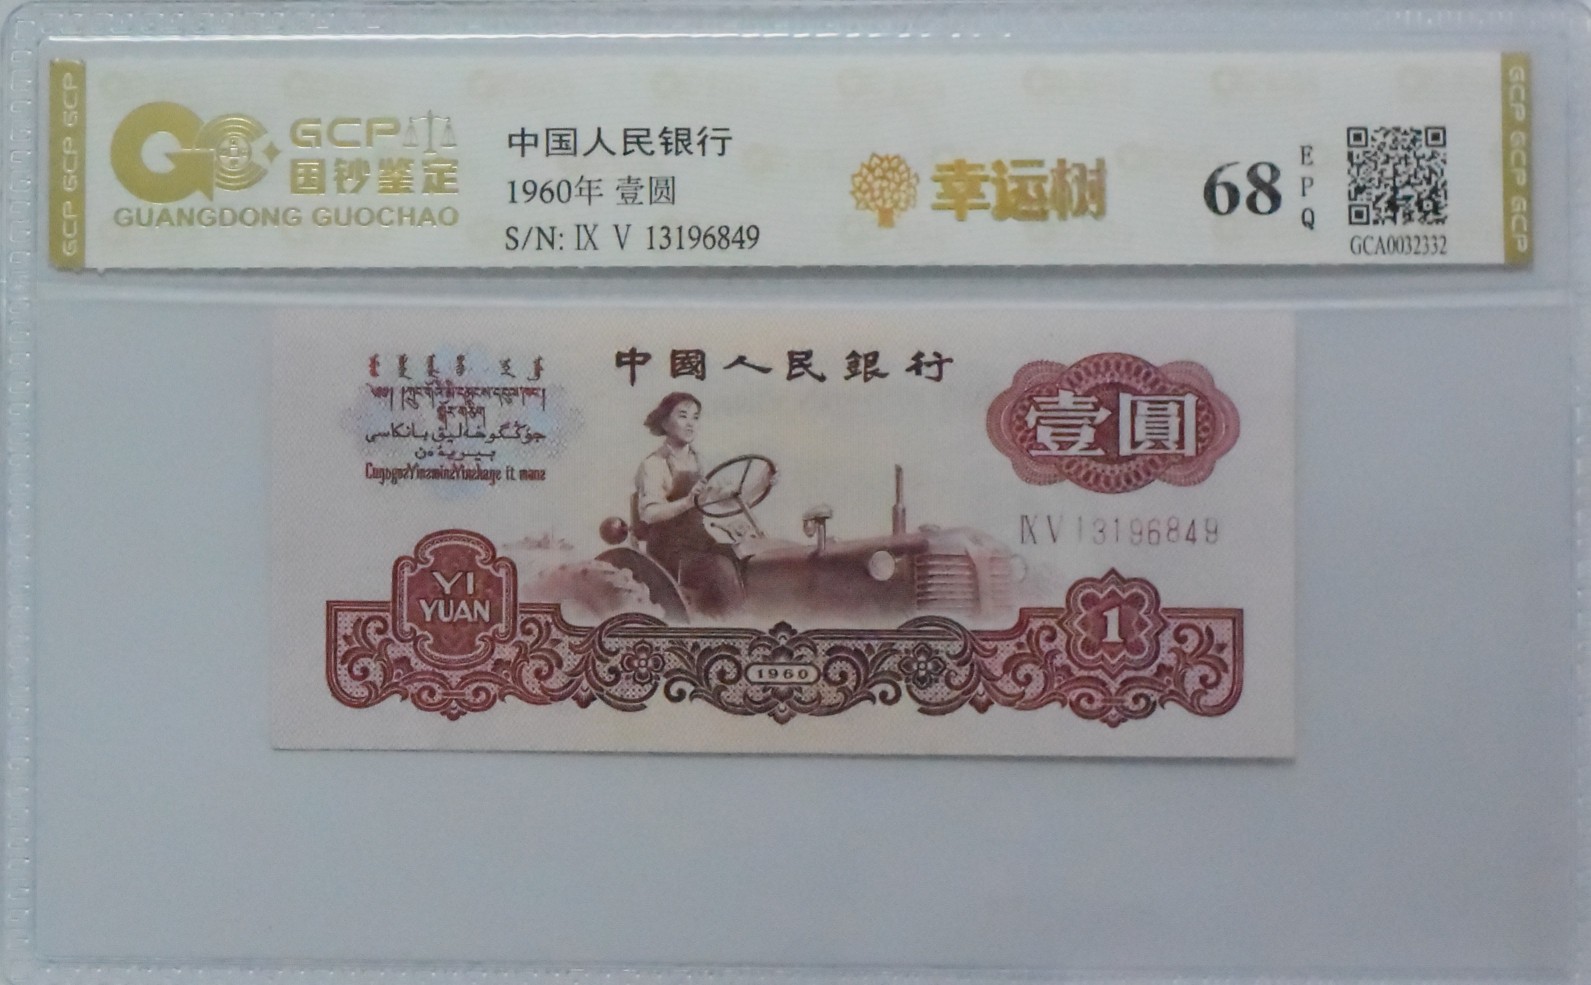 GCP GCP GCP
GCP
国钞鉴定
GUANGDONG GUOCHAO
中国人民银行
1960年 壹圆
S/N: IX V 13196849
幸运树
68
EPQ
GCA0032332
GCP GCP GCP
中國人民銀行
壹圓
IX V 13196849
YI
YUAN
1960
1